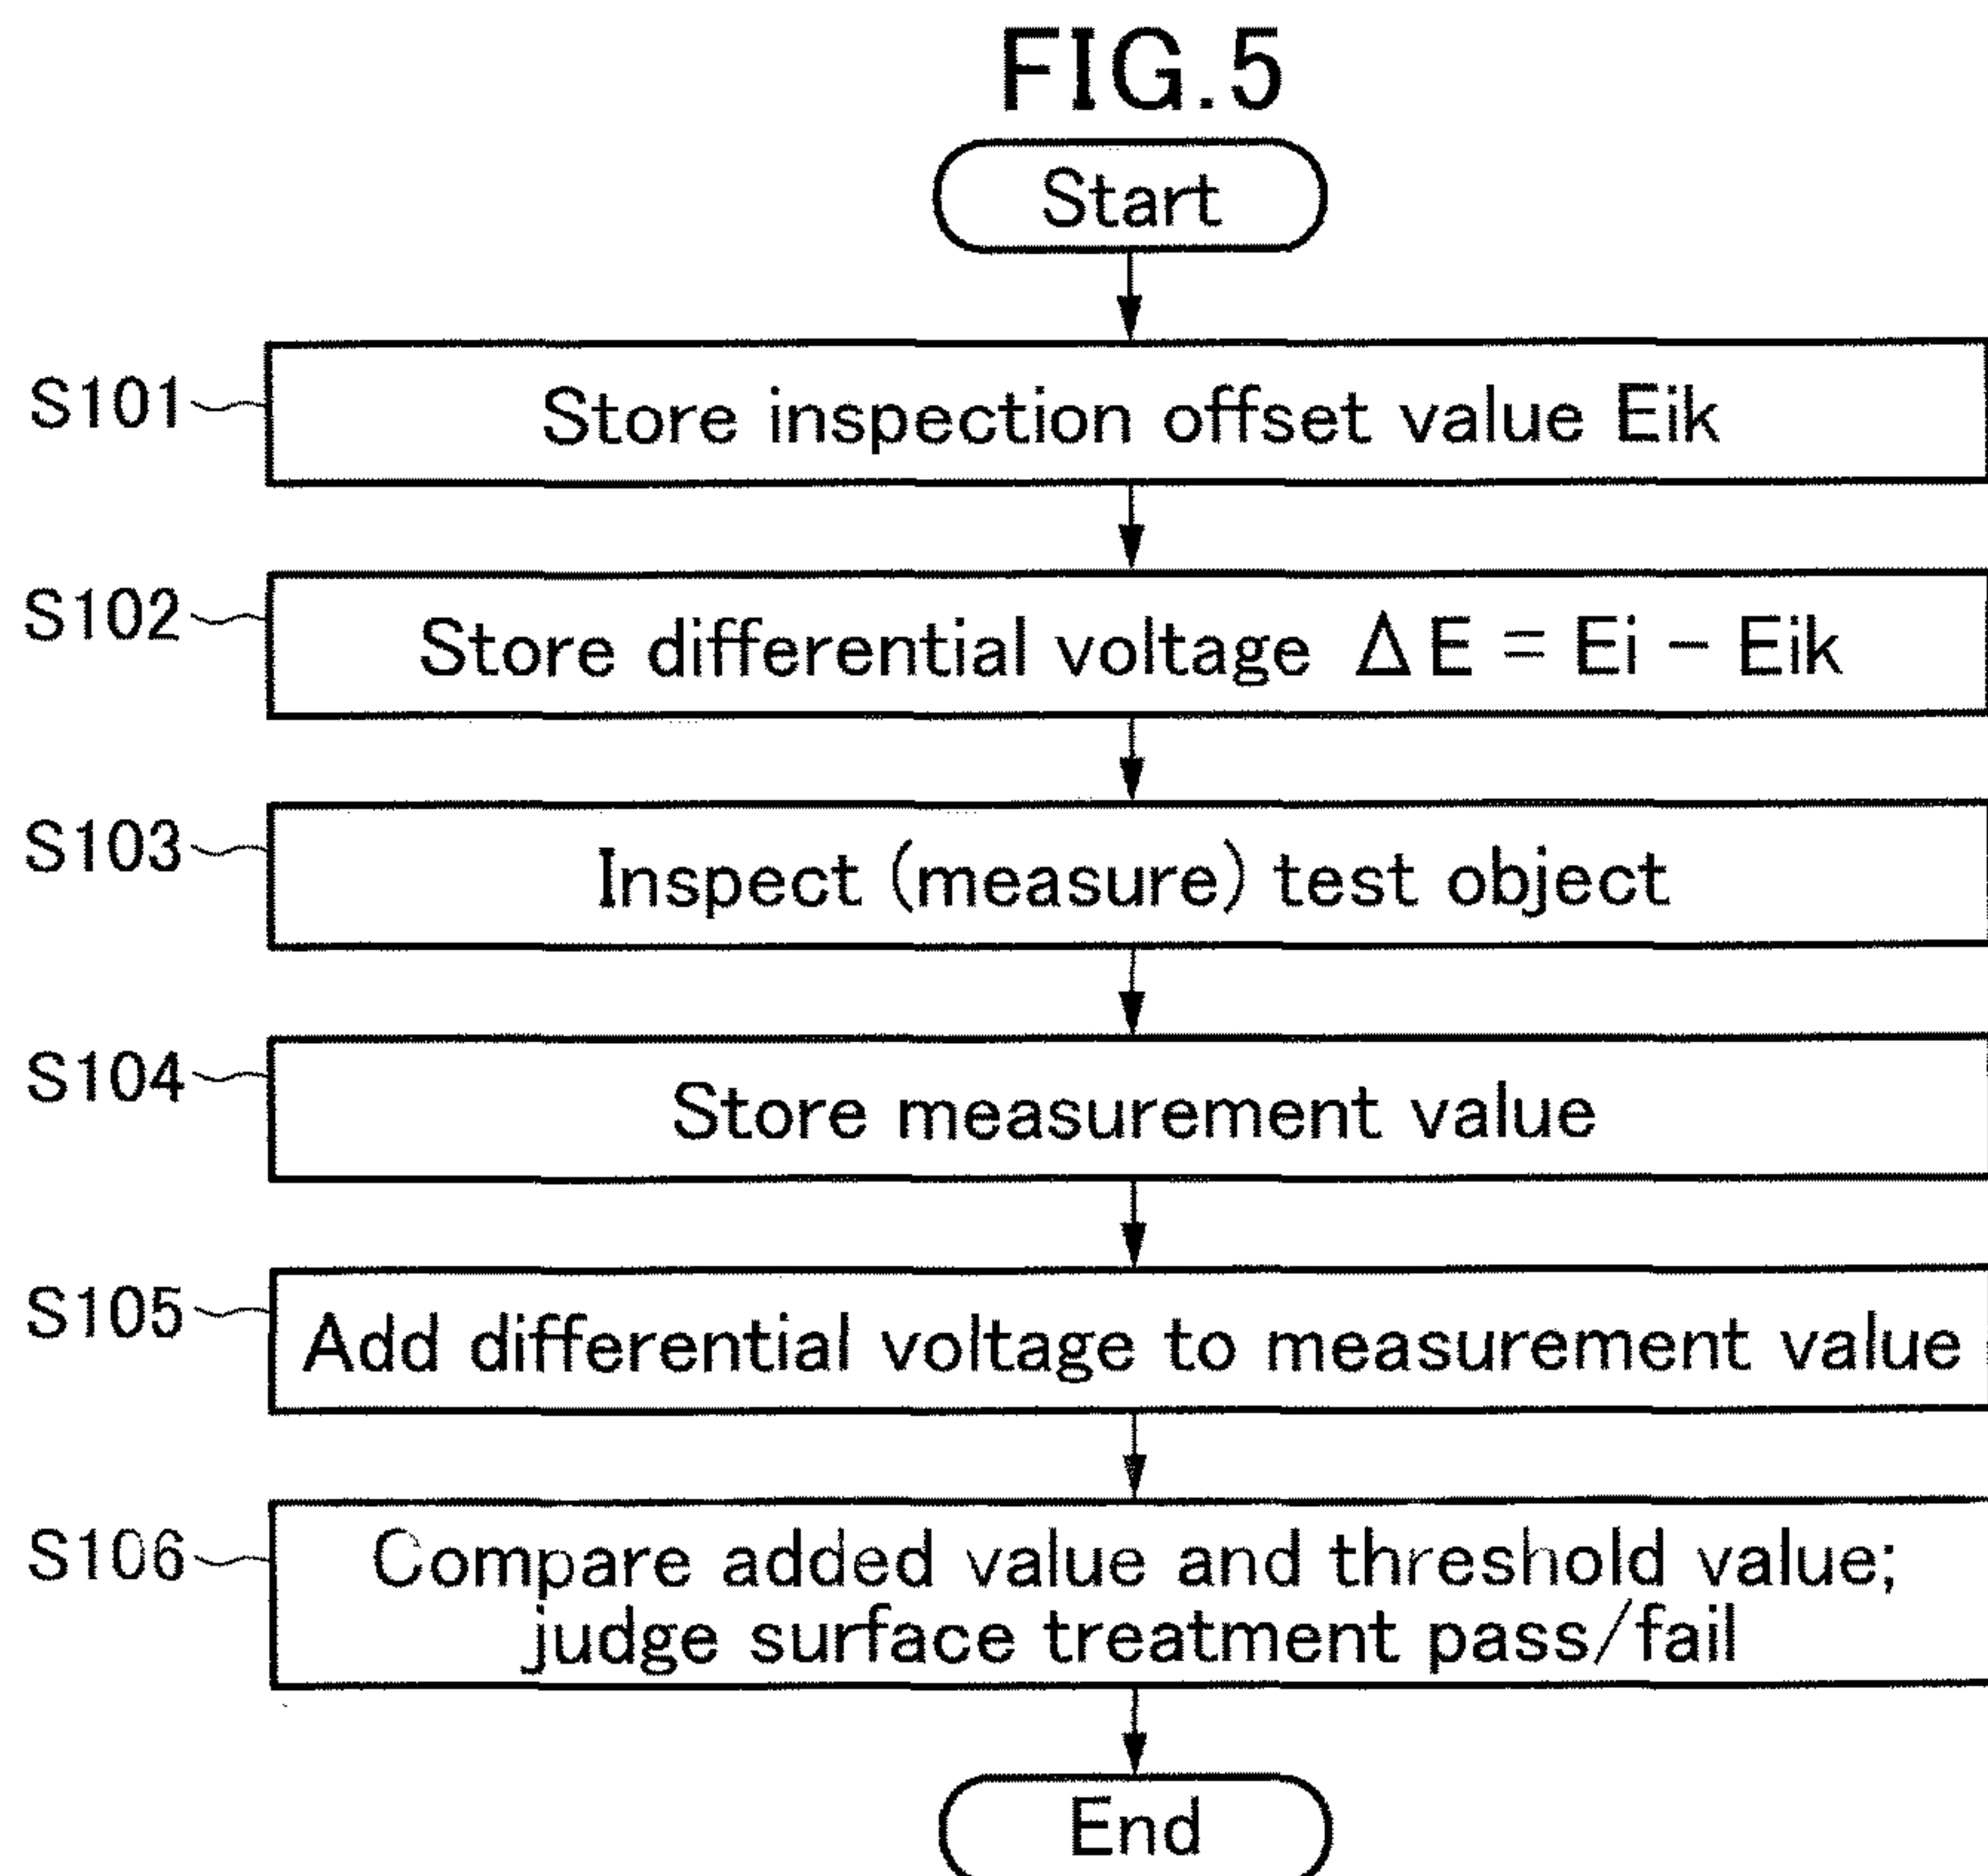 FIG.5
Start
S101
Store inspection offset value Eik
S102
Store differential voltage ΔE = Ei - Eik
S103
Inspect (measure) test object
S104
Store measurement value
S105
Add differential voltage to measurement value
S106
Compare added value and threshold value;
judge surface treatment pass/fail
End